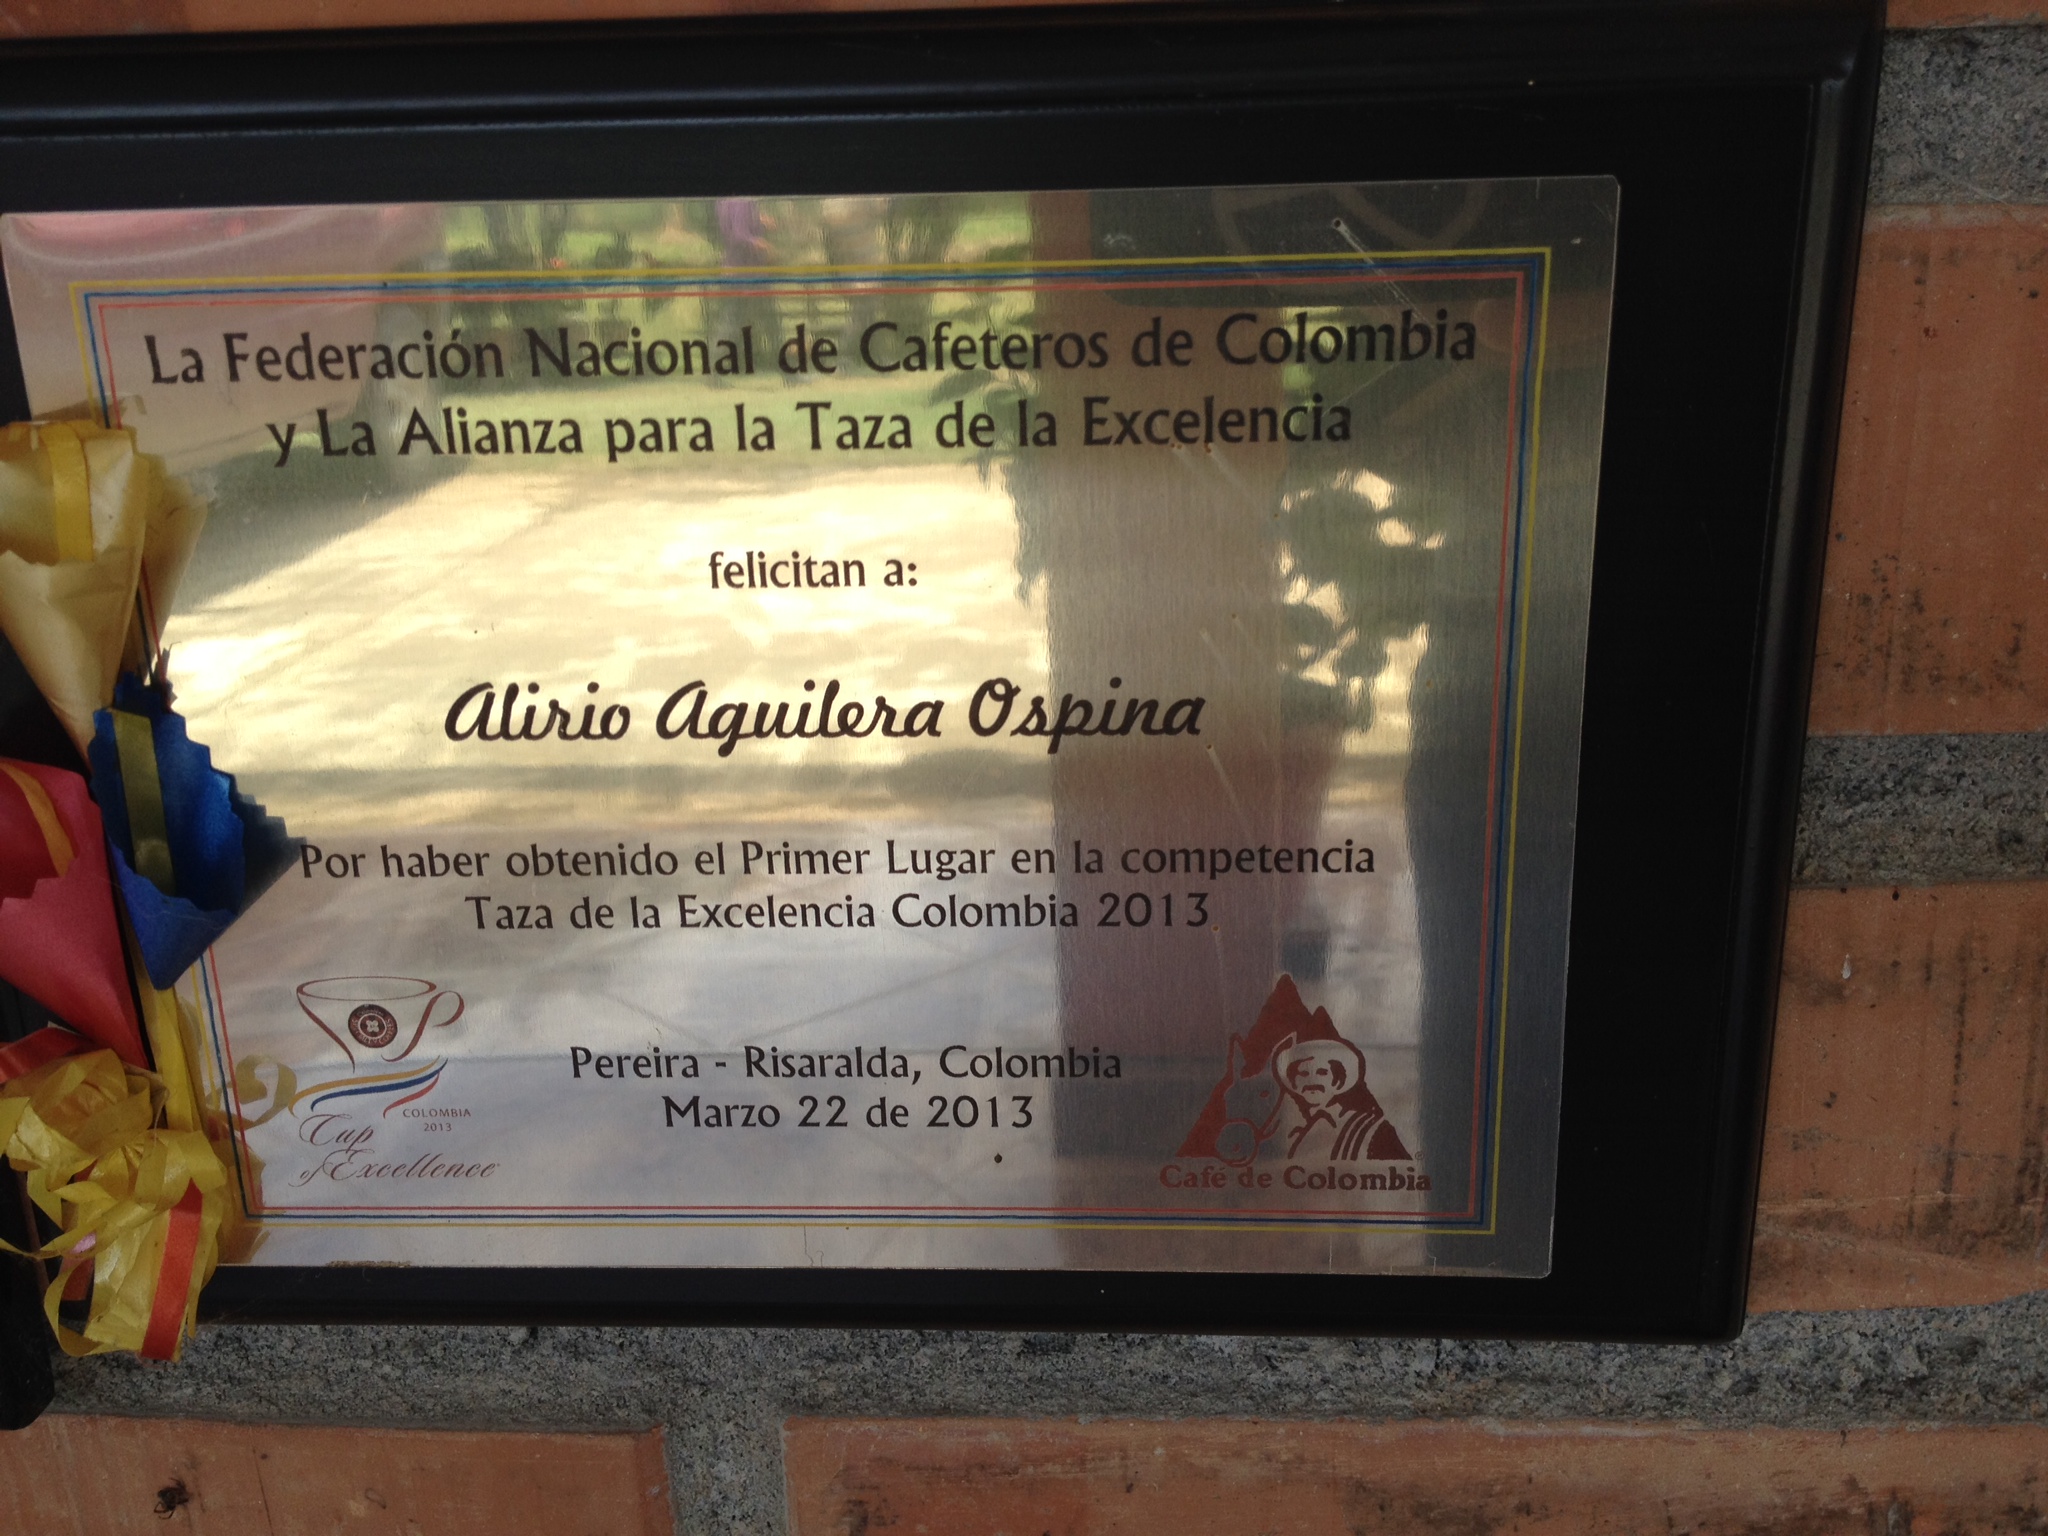 La Federación Nacional de Cafeteros de Colombia
y La Alianza para la Taza de la Excelencia
felicitan a:
Alirio Aguilera Ospina
Por haber obtenido el Primer Lugar en la competencia
Taza de la Excelencia Colombia 2013
Pereira - Risaralda, Colombia
Marzo 22 de 2013
COLOMBIA
2013
Cup
of Excellence
Café de Colombia